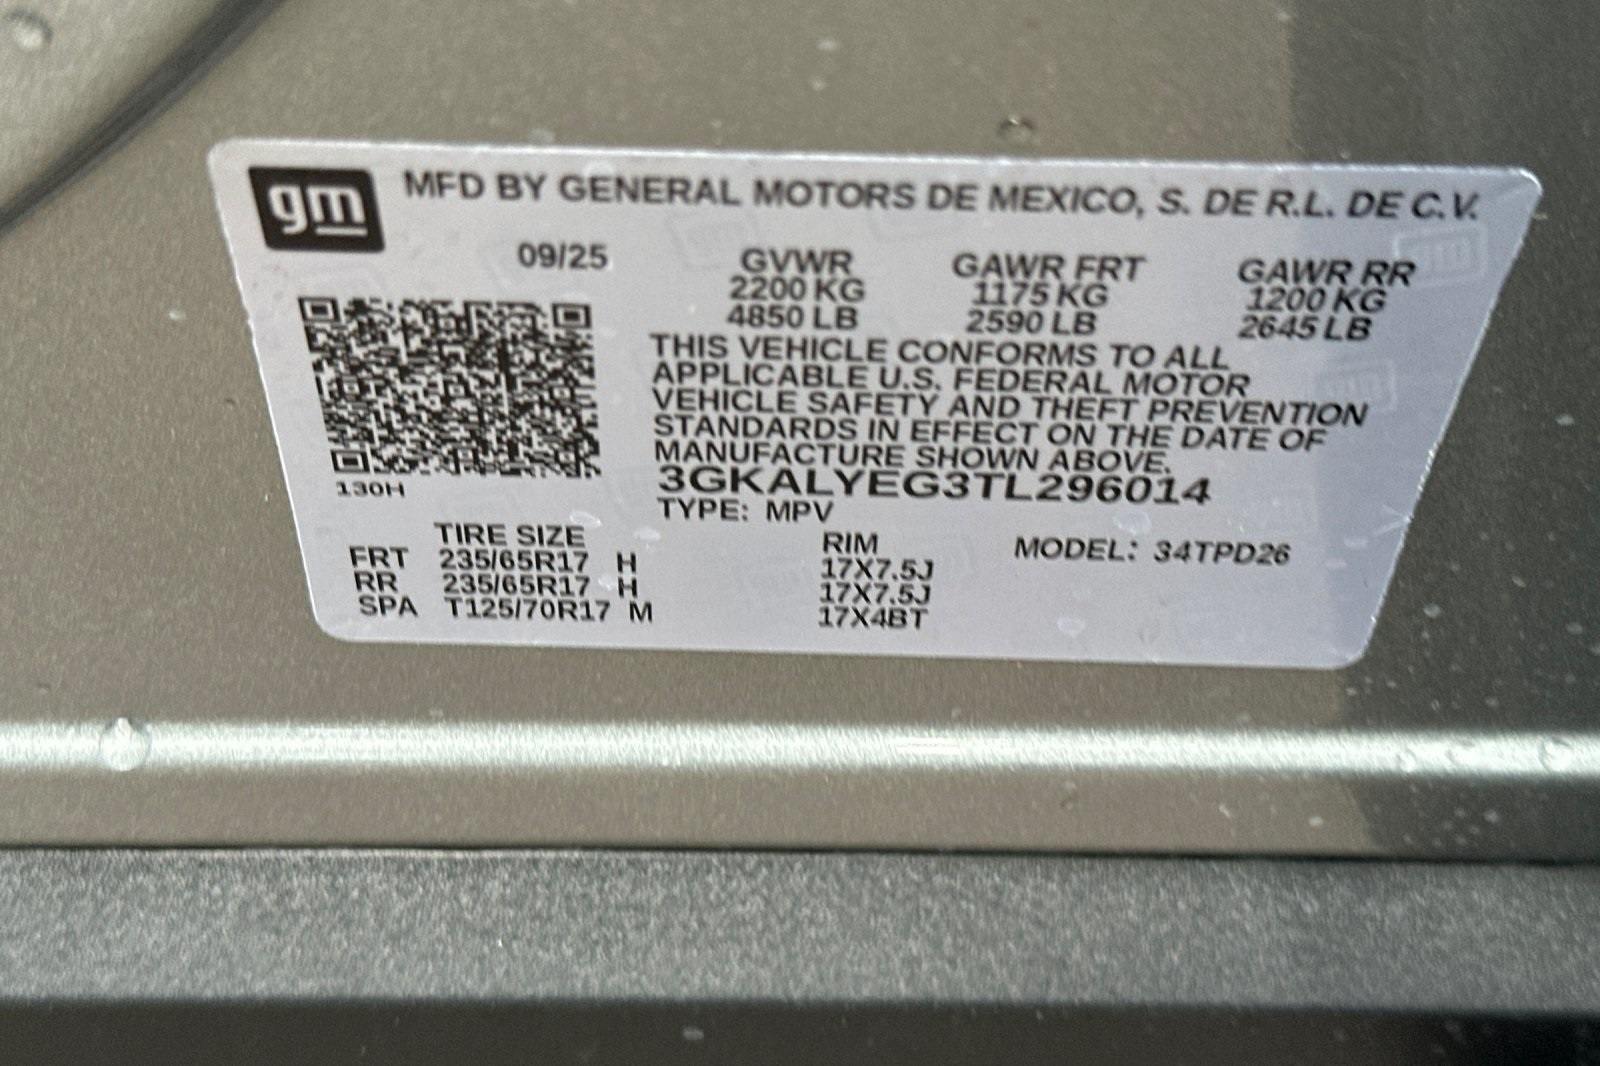 gm MFD BY GENERAL MOTORS DE MEXICO, S. DE R.L. DE C.V.
09/25 GVWR GAWR FRT GAWR RR
2200 KG 1175 KG 1200 KG
4850 LB 2590 LB 2645 LB
THIS VEHICLE CONFORMS TO ALL
APPLICABLE U.S. FEDERAL MOTOR
VEHICLE SAFETY AND THEFT PREVENTION
STANDARDS IN EFFECT ON THE DATE OF
MANUFACTURE SHOWN ABOVE.
3GKALYEG3TL296014
130H
TYPE: MPV
TIRE SIZE RIM MODEL: 34TPD26
FRT 235/65R17 H 17X7.5J
RR 235/65R17 H 17X7.5J
SPA T125/70R17 M 17X4BT